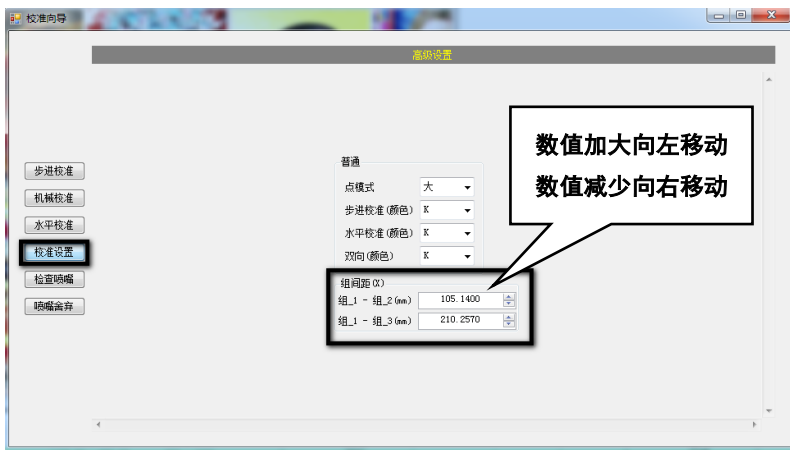 校准向导
高级设置
数值加大向左移动
数值减少向右移动
步进校准
机械校准
水平校准
校准设置
检查喷嘴
喷嘴舍弃
普通
点模式 大
步进校准(颜色) K
水平校准(颜色) K
双向(颜色) K
组间距(X)
组_1 - 组_2(mm) 105.1400
组_1 - 组_3(mm) 210.2570